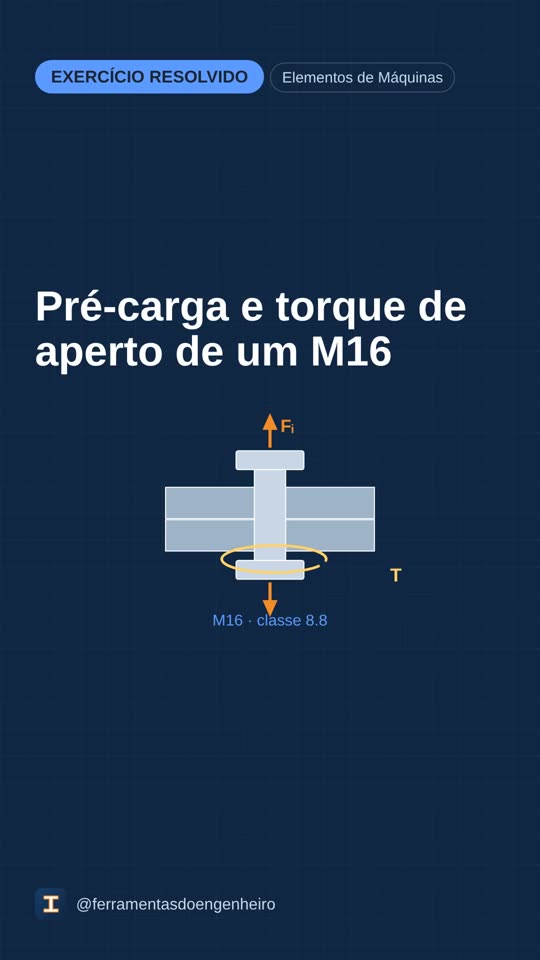 EXERCÍCIO RESOLVIDO
Elementos de Máquinas
Pré-carga e torque de
aperto de um M16
Fᵢ
T
M16 · classe 8.8
@ferramentasdoengenheiro